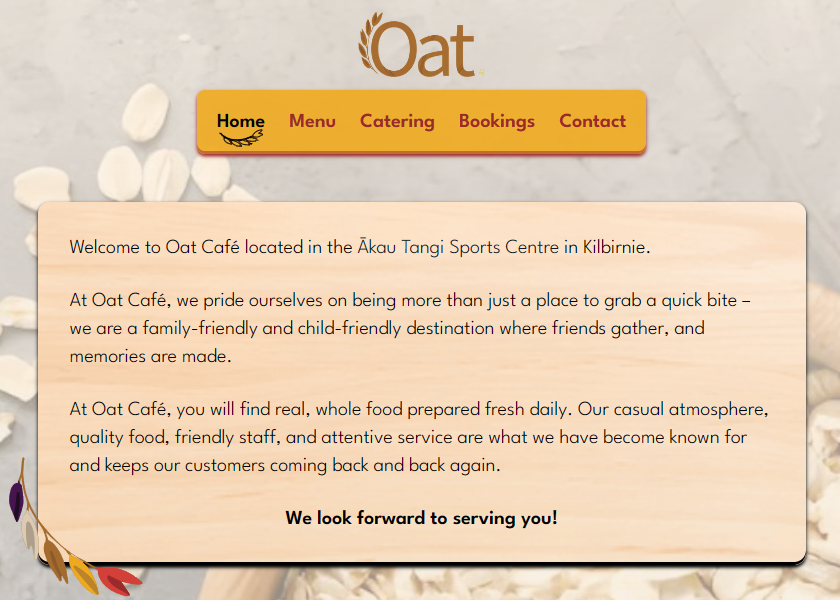 Oat
Home Menu Catering Bookings Contact
Welcome to Oat Café located in the Ākau Tangi Sports Centre in Kilbirnie.
At Oat Café, we pride ourselves on being more than just a place to grab a quick bite –
we are a family-friendly and child-friendly destination where friends gather, and
memories are made.
At Oat Café, you will find real, whole food prepared fresh daily. Our casual atmosphere,
quality food, friendly staff, and attentive service are what we have become known for
and keeps our customers coming back and back again.
We look forward to serving you!